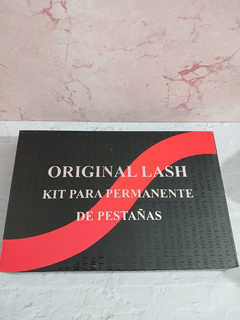 ORIGINAL LASH
KIT PARA PERMANENTE
DE PESTAÑAS